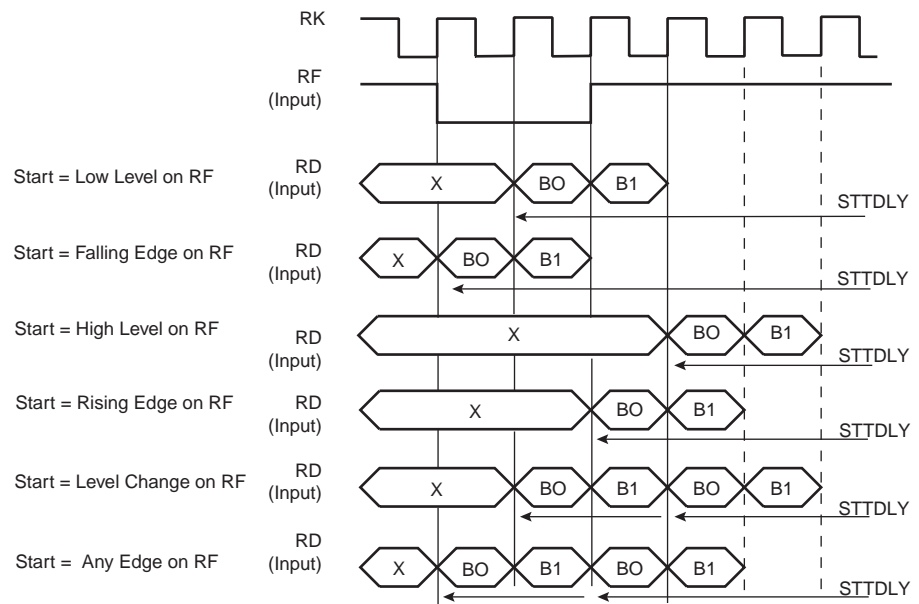 RK
RF
(Input)
Start = Low Level on RF
RD
(Input)
X
BO
B1
STTDLY
Start = Falling Edge on RF
RD
(Input)
X
BO
B1
STTDLY
Start = High Level on RF
RD
(Input)
X
BO
B1
STTDLY
Start = Rising Edge on RF
RD
(Input)
X
BO
B1
STTDLY
Start = Level Change on RF
RD
(Input)
X
BO
B1
BO
B1
STTDLY
Start = Any Edge on RF
RD
(Input)
X
BO
B1
BO
B1
STTDLY